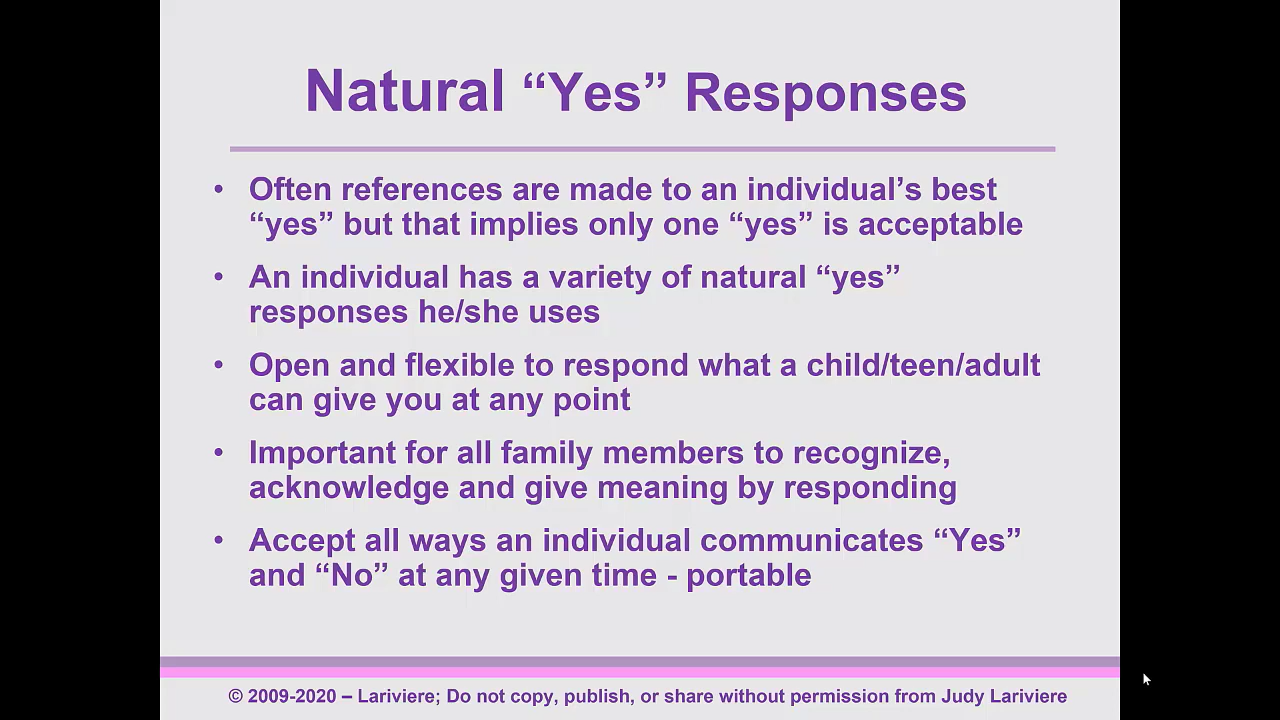 Natural “Yes” Responses
• Often references are made to an individual’s best
“yes” but that implies only one “yes” is acceptable
• An individual has a variety of natural “yes”
responses he/she uses
• Open and flexible to respond what a child/teen/adult
can give you at any point
• Important for all family members to recognize,
acknowledge and give meaning by responding
• Accept all ways an individual communicates “Yes”
and “No” at any given time - portable
© 2009-2020 – Lariviere; Do not copy, publish, or share without permission from Judy Lariviere